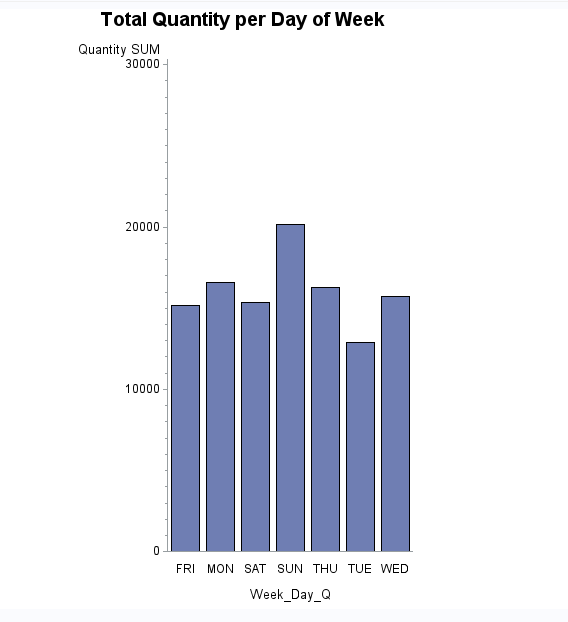 Total Quantity per Day of Week
Quantity SUM
30000
20000
10000
0
FRI MON SAT SUN THU TUE WED
Week_Day_Q